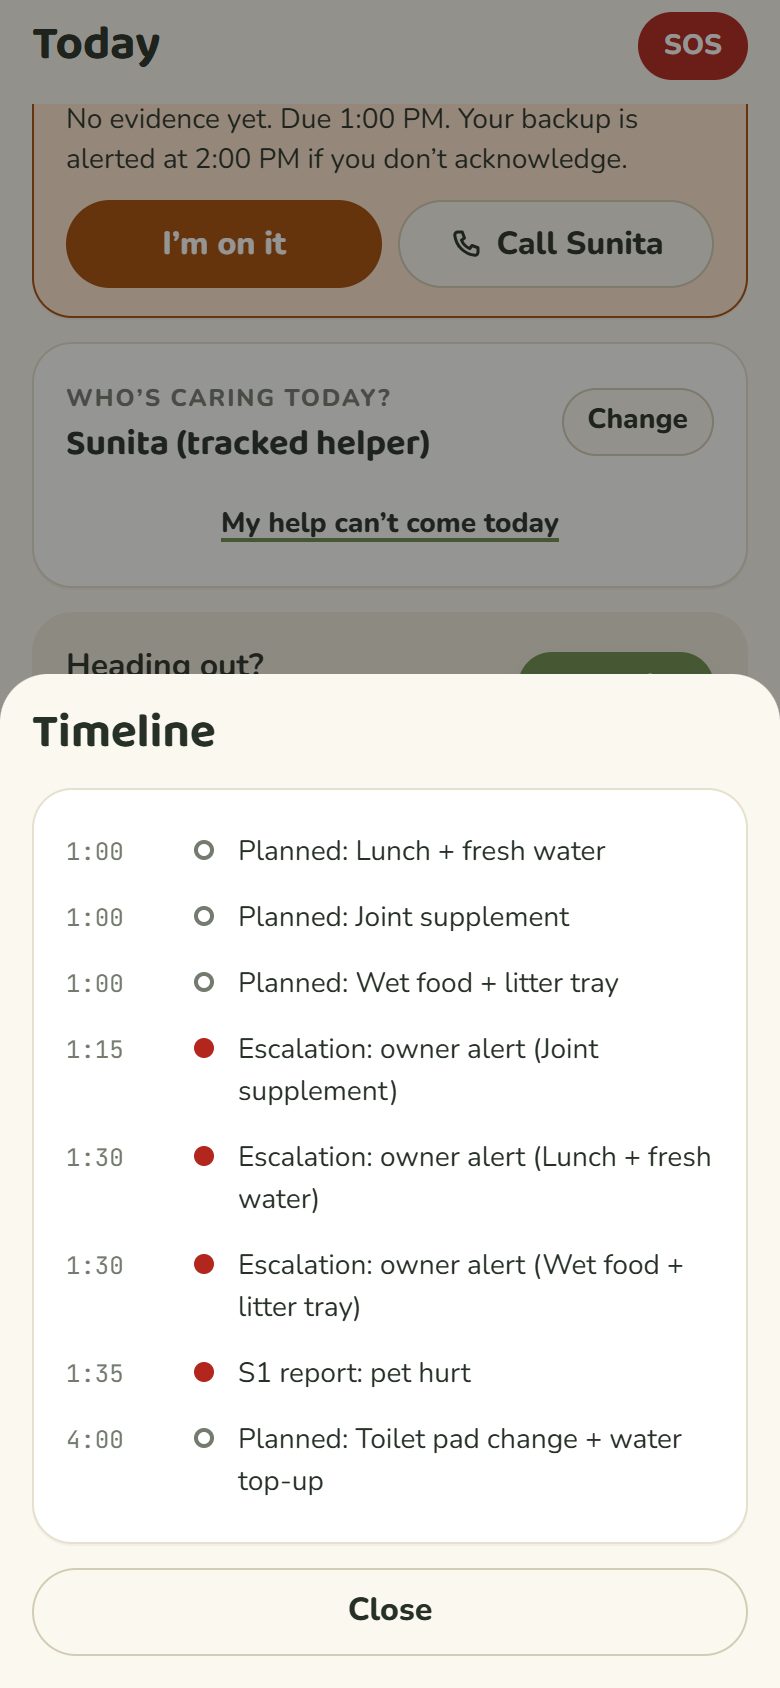 Today
SOS
No evidence yet. Due 1:00 PM. Your backup is
alerted at 2:00 PM if you don’t acknowledge.
I’m on it
Call Sunita
WHO’S CARING TODAY?
Sunita (tracked helper)
Change
My help can’t come today
Heading out?
Timeline
1:00 Planned: Lunch + fresh water
1:00 Planned: Joint supplement
1:00 Planned: Wet food + litter tray
1:15 Escalation: owner alert (Joint
supplement)
1:30 Escalation: owner alert (Lunch + fresh
water)
1:30 Escalation: owner alert (Wet food +
litter tray)
1:35 S1 report: pet hurt
4:00 Planned: Toilet pad change + water
top-up
Close